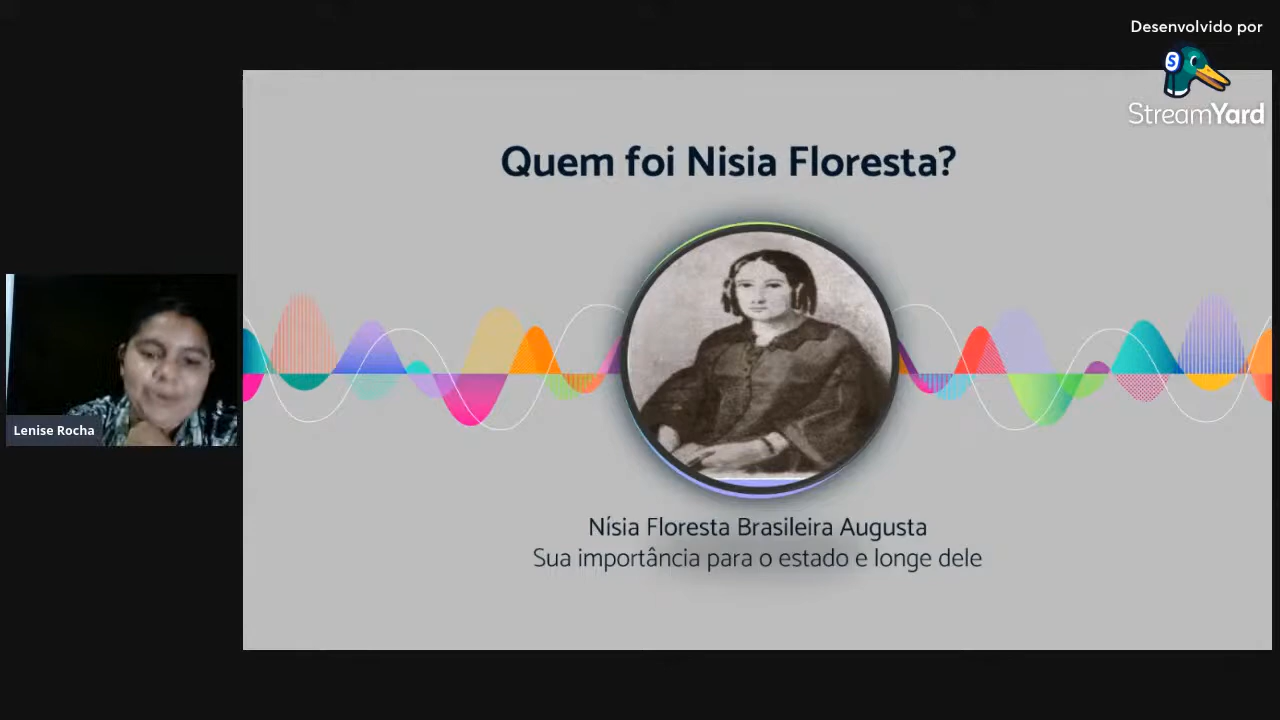 Desenvolvido por
S
StreamYard
Quem foi Nisia Floresta?
Lenise Rocha
Nísia Floresta Brasileira Augusta
Sua importância para o estado e longe dele